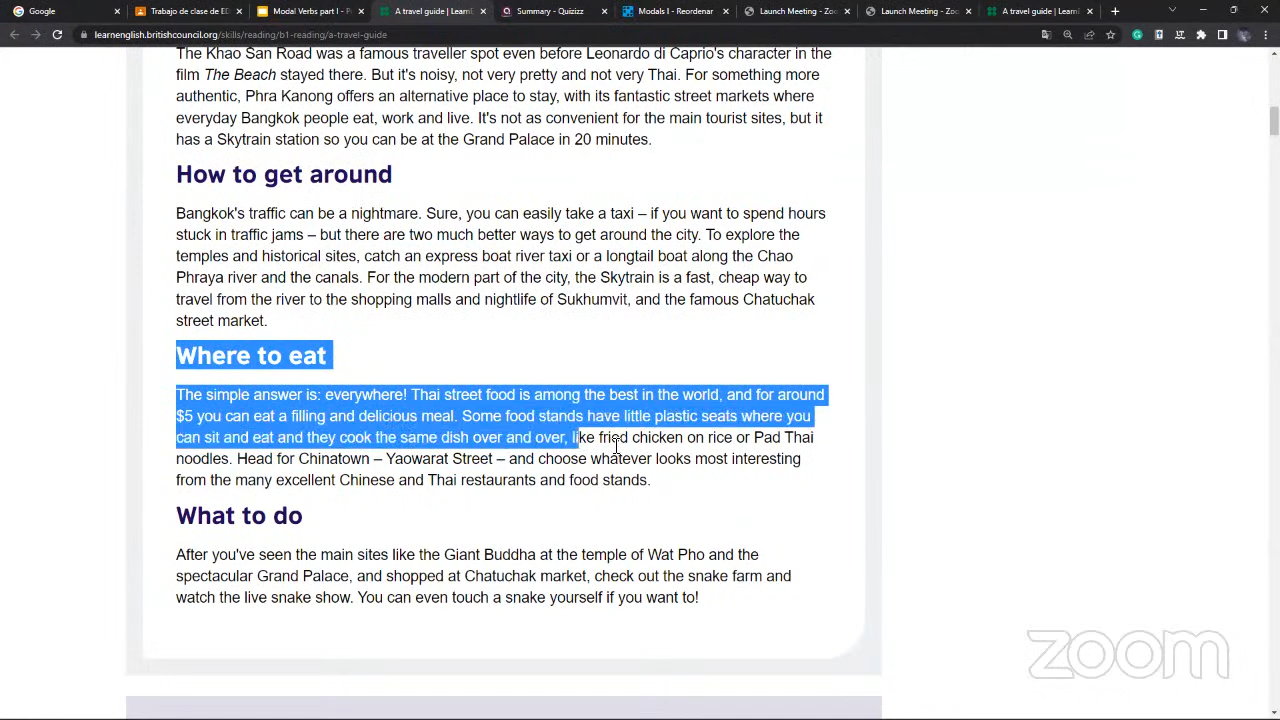 Google
Trabajo de clase de ED
Modal Verbs part I - P
A travel guide | Learn
Summary - Q
Modals I - Reordenar
Launch Meeting - Zoo
Launch Meeting - Zo
A travel guide | Learn
learnenglish.britishcouncil.org/skills/reading/b1-reading/a-travel-guide
The Khao San Road was a famous traveller spot even before Leonardo di Caprio's character in the
film The Beach stayed there. But it's noisy, not very pretty and not very Thai. For something more
authentic, Phra Kanong offers an alternative place to stay, with its fantastic street markets where
everyday Bangkok people eat, work and live. It's not as convenient for the main tourist sites, but it
has a Skytrain station so you can be at the Grand Palace in 20 minutes.
How to get around
Bangkok's traffic can be a nightmare. Sure, you can easily take a taxi – if you want to spend hours
stuck in traffic jams – but there are two much better ways to get around the city. To explore the
temples and historical sites, catch an express boat river taxi or a longtail boat along the Chao
Phraya river and the canals. For the modern part of the city, the Skytrain is a fast, cheap way to
travel from the river to the shopping malls and nightlife of Sukhumvit, and the famous Chatuchak
street market.
Where to eat
The simple answer is: everywhere! Thai street food is among the best in the world, and for around
$5 you can eat a filling and delicious meal. Some food stands have little plastic seats where you
can sit and eat and they cook the same dish over and over, like fried chicken on rice or Pad Thai
noodles. Head for Chinatown – Yaowarat Street – and choose whatever looks most interesting
from the many excellent Chinese and Thai restaurants and food stands.
What to do
After you've seen the main sites like the Giant Buddha at the temple of Wat Pho and the
spectacular Grand Palace, and shopped at Chatuchak market, check out the snake farm and
watch the live snake show. You can even touch a snake yourself if you want to!
zoom